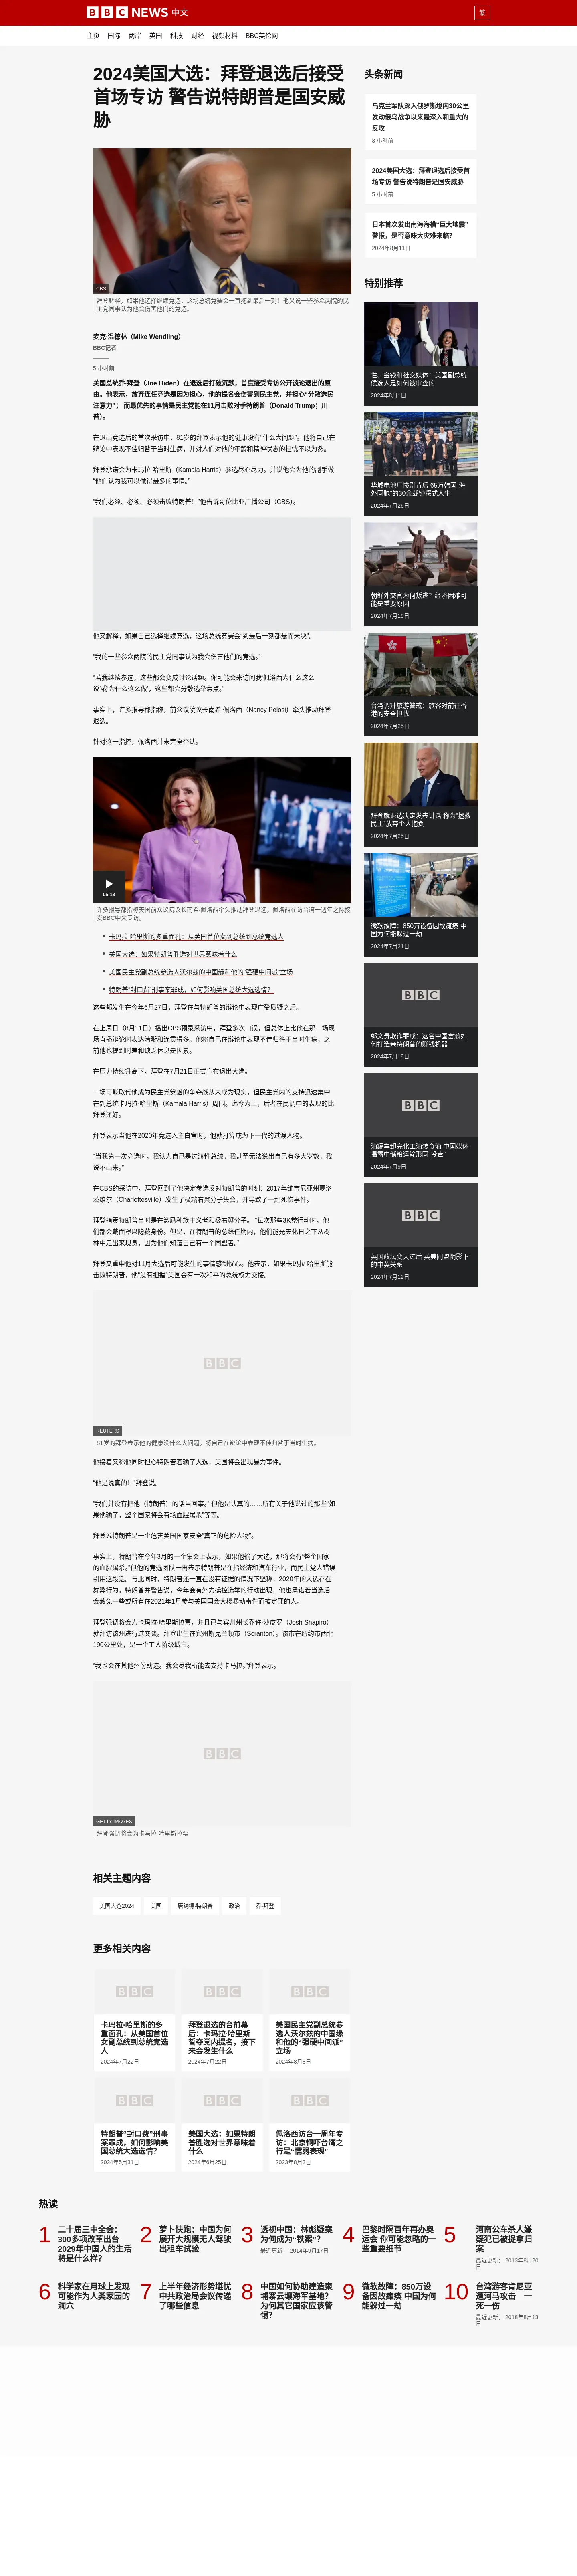 BBC NEWS 中文
繁
主页 国际 两岸 英国 科技 财经 视频材料 BBC英伦网
2024美国大选：拜登退选后接受
首场专访 警告说特朗普是国安威
胁
CBS
拜登解释，如果他选择继续竞选，这场总统竞赛会一直拖到最后一刻！他又说一些参众两院的民
主党同事认为他会伤害他们的竞选。
麦克·温德林（Mike Wendling）
BBC记者
5 小时前
美国总统乔·拜登（Joe Biden）在退选后打破沉默，首度接受专访公开谈论退出的原
由。他表示，放弃连任竞选是因为担心，他的提名会伤害到民主党，并担心“分散选民
注意力”； 而最优先的事情是民主党能在11月击败对手特朗普（Donald Trump；川
普）。
在退出竞选后的首次采访中，81岁的拜登表示他的健康没有“什么大问题”。他将自己在
辩论中表现不佳归咎于当时生病，并对人们对他的年龄和精神状态的担忧不以为然。
拜登承诺会为卡玛拉·哈里斯（Kamala Harris）参选尽心尽力。并说他会为他的副手做
“他们认为我可以做得最多的事情。”
“我们必须、必须、必须击败特朗普！”他告诉哥伦比亚广播公司（CBS）。
他又解释，如果自己选择继续竞选，这场总统竞赛会“到最后一刻都悬而未决”。
“我的一些参众两院的民主党同事认为我会伤害他们的竞选。”
“若我继续参选，这些都会变成讨论话题。你可能会来访问我‘佩洛西为什么这么
说’或‘为什么这么做’，这些都会分散选举焦点。”
事实上，许多报导都指称，前众议院议长南希·佩洛西（Nancy Pelosi）牵头推动拜登
退选。
针对这一指控，佩洛西并未完全否认。
05:13
许多报导都指称美国前众议院议长南希·佩洛西牵头推动拜登退选。佩洛西在访台湾一週年之际接
受BBC中文专访。
卡玛拉·哈里斯的多重面孔：从美国首位女副总统到总统竞选人
美国大选：如果特朗普胜选对世界意味着什么
美国民主党副总统参选人沃尔兹的中国缘和他的“强硬中间派”立场
特朗普“封口费”刑事案罪成，如何影响美国总统大选选情？
这些都发生在今年6月27日，拜登在与特朗普的辩论中表现广受质疑之后。
在上周日（8月11日）播出CBS预录采访中，拜登多次口误，但总体上比他在那一场现
场直播辩论时表达清晰和连贯得多。他将自己在辩论中表现不佳归咎于当时生病，之
前他也提到时差和缺乏休息是因素。
在压力持续升高下，拜登在7月21日正式宣布退出大选。
一场可能取代他成为民主党党魁的争夺战从未成为现实，但民主党内的支持迅速集中
在副总统卡玛拉·哈里斯（Kamala Harris）周围。迄今为止，后者在民调中的表现的比
拜登还好。
拜登表示当他在2020年竞选入主白宫时，他就打算成为下一代的过渡人物。
“当我第一次竞选时，我认为自己是过渡性总统。我甚至无法说出自己有多大岁数，我
说不出来。”
在CBS的采访中，拜登回到了他决定参选反对特朗普的时刻：2017年维吉尼亚州夏洛
茨维尔（Charlottesville）发生了极端右翼分子集会，并导致了一起死伤事件。
拜登指责特朗普当时是在激励种族主义者和极右翼分子。 “每次那些3K党行动时，他
们都会戴面罩以隐藏身份。但是，在特朗普的总统任期内，他们能光天化日之下从树
林中走出来现身，因为他们知道自己有一个同盟者。”
拜登又重申他对11月大选后可能发生的事情感到忧心。他表示，如果卡玛拉·哈里斯能
击败特朗普，他“没有把握”美国会有一次和平的总统权力交接。
BBC
REUTERS
81岁的拜登表示他的健康没什么大问题。将自己在辩论中表现不佳归咎于当时生病。
他接着又称他同时担心特朗普若输了大选，美国将会出现暴力事件。
“他是说真的！”拜登说。
“我们并没有把他（特朗普）的话当回事。” 但他是认真的……所有关于他说过的那些“如
果他输了，整个国家将会有场血腥屠杀”等等。
拜登说特朗普是一个危害美国国家安全“真正的危险人物”。
事实上，特朗普在今年3月的一个集会上表示，如果他输了大选，那将会有“整个国家
的血腥屠杀。”但他的竞选团队一再表示特朗普是在指经济和汽车行业，而民主党人错误
引用这段话。与此同时，特朗普还一直在没有证据的情况下坚称，2020年的大选存在
舞弊行为。特朗普并警告说，今年会有外力操控选举的行动出现，他也承诺若当选后
会赦免一些或所有在2021年1月参与美国国会大楼暴动事件而被定罪的人。
拜登强调将会为卡玛拉·哈里斯拉票，并且已与宾州州长乔许·沙皮罗（Josh Shapiro）
就拜访该州进行过交谈。拜登出生在宾州斯克兰顿市（Scranton）。该市在纽约市西北
190公里处，是一个工人阶级城市。
“我也会在其他州份助选。我会尽我所能去支持卡马拉。”拜登表示。
BBC
GETTY IMAGES
拜登强调将会为卡马拉·哈里斯拉票
相关主题内容
美国大选2024 美国 唐纳德·特朗普 政治 乔·拜登
更多相关内容
BBC
卡玛拉·哈里斯的多
重面孔：从美国首位
女副总统到总统竞选
人
2024年7月22日
BBC
拜登退选的台前幕
后：卡玛拉·哈里斯
誓夺党内提名，接下
来会发生什么
2024年7月22日
BBC
美国民主党副总统参
选人沃尔兹的中国缘
和他的“强硬中间派”
立场
2024年8月8日
BBC
特朗普“封口费”刑事
案罪成，如何影响美
国总统大选选情？
2024年5月31日
BBC
美国大选：如果特朗
普胜选对世界意味着
什么
2024年6月25日
BBC
佩洛西访台一周年专
访：北京恫吓台湾之
行是“懦弱表现”
2023年8月3日
头条新闻
乌克兰军队深入俄罗斯境内30公里
发动俄乌战争以来最深入和重大的
反攻
3 小时前
2024美国大选：拜登退选后接受首
场专访 警告说特朗普是国安威胁
5 小时前
日本首次发出南海海槽“巨大地震”
警报，是否意味大灾难来临？
2024年8月11日
特别推荐
性、金钱和社交媒体：美国副总统
候选人是如何被审查的
2024年8月1日
华城电池厂惨剧背后 65万韩国“海
外同胞”的30余载钟摆式人生
2024年7月26日
朝鲜外交官为何叛逃？经济困难可
能是重要原因
2024年7月19日
台湾调升旅游警戒：旅客对前往香
港的安全担忧
2024年7月25日
拜登就退选决定发表讲话 称为“拯救
民主”放弃个人抱负
2024年7月25日
微软故障：850万设备因故瘫痪 中
国为何能躲过一劫
2024年7月21日
BBC
郭文贵欺诈罪成：这名中国富翁如
何打造亲特朗普的赚钱机器
2024年7月18日
BBC
油罐车卸完化工油装食油 中国媒体
揭露中储粮运输形同“投毒”
2024年7月9日
BBC
英国政坛变天过后 英美同盟阴影下
的中英关系
2024年7月12日
热读
1 二十届三中全会：
300多项改革出台
2029年中国人的生活
将是什么样？
2 萝卜快跑：中国为何
展开大规模无人驾驶
出租车试验
3 透视中国：林彪疑案
为何成为“铁案”？
最近更新： 2014年9月17日
4 巴黎时隔百年再办奥
运会 你可能忽略的一
些重要细节
5 河南公车杀人嫌
疑犯已被捉拿归
案
最近更新： 2013年8月20
日
6 科学家在月球上发现
可能作为人类家园的
洞穴
7 上半年经济形势堪忧
中共政治局会议传递
了哪些信息
8 中国如何协助建造柬
埔寨云壤海军基地？
为何其它国家应该警
惕？
9 微软故障：850万设
备因故瘫痪 中国为何
能躲过一劫
10 台湾游客肯尼亚
遭河马攻击 一
死一伤
最近更新： 2018年8月13
日